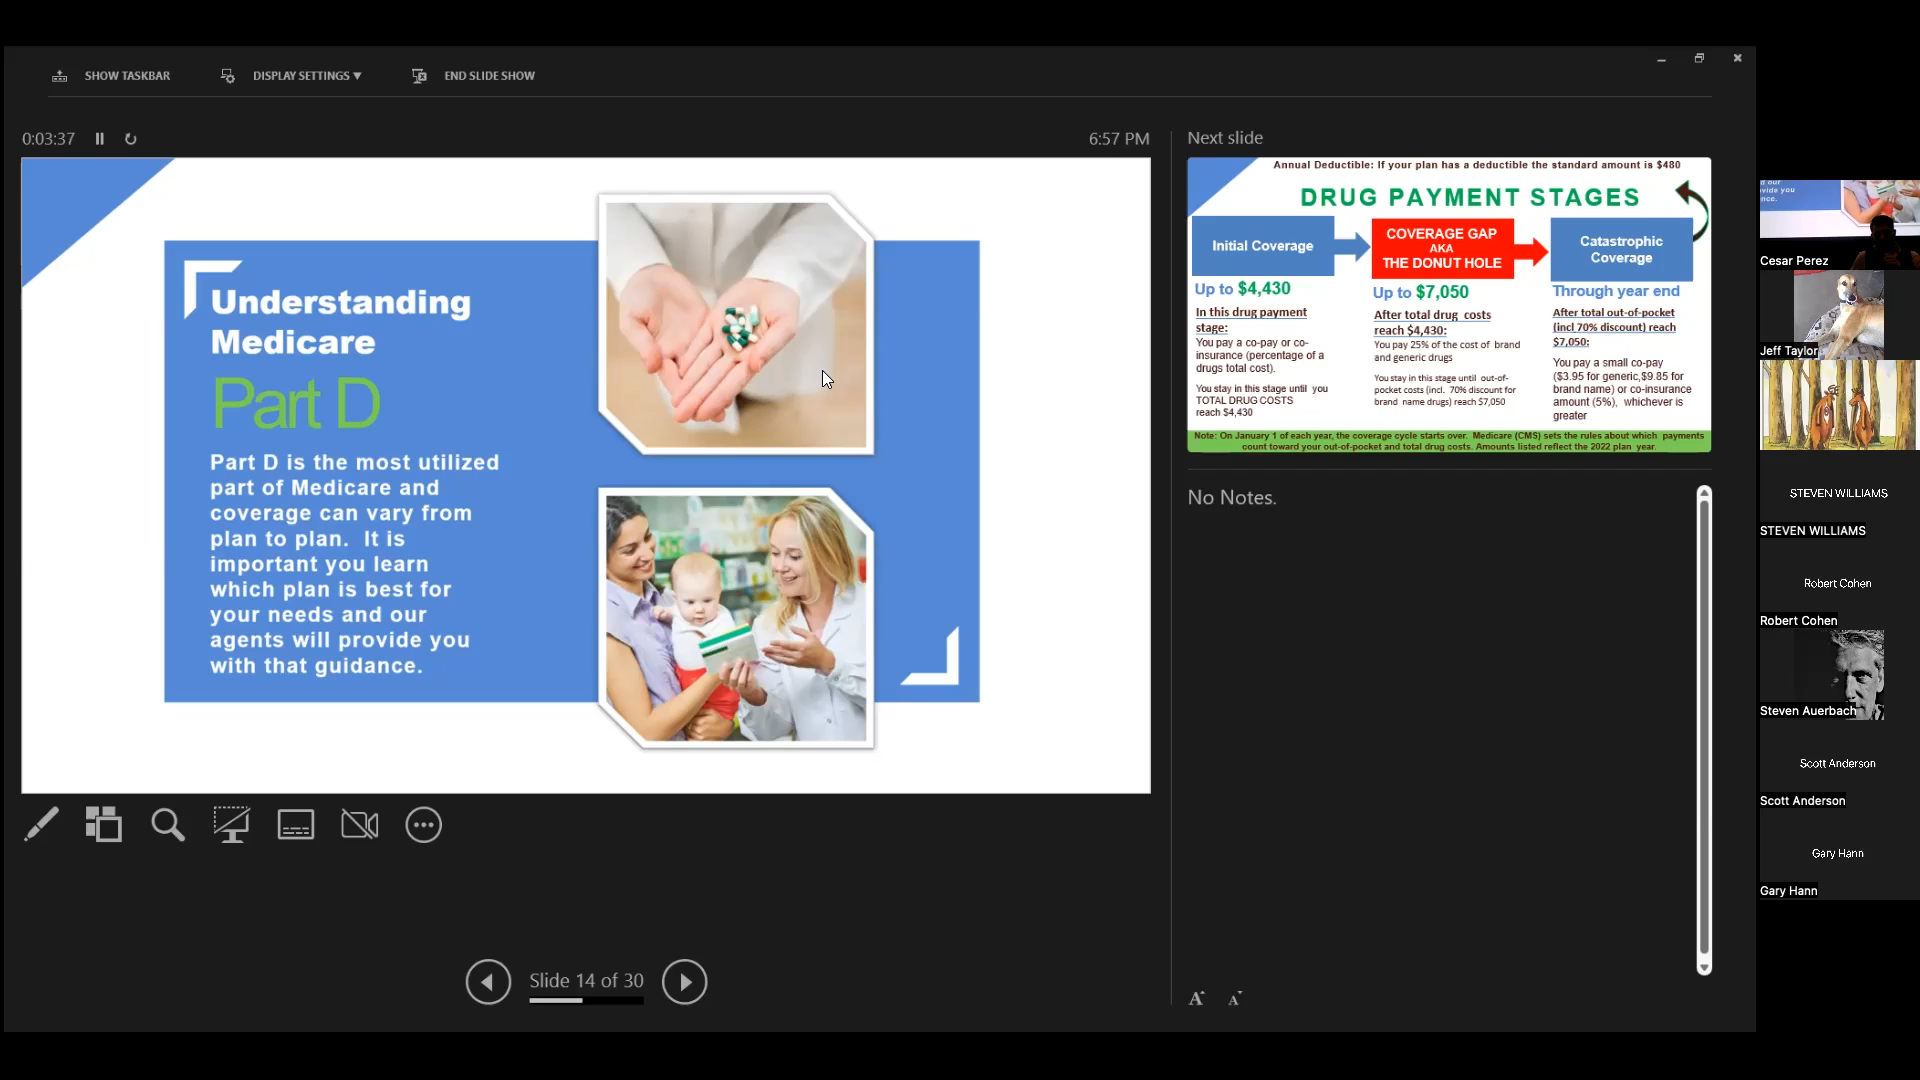 SHOW TASKBAR
DISPLAY SETTINGS ▼
END SLIDE SHOW
0:03:37
6:57 PM
Understanding
Medicare
Part D
Part D is the most utilized
part of Medicare and
coverage can vary from
plan to plan.  It is
important you learn
which plan is best for
your needs and our
agents will provide you
with that guidance.
Slide 14 of 30
Next slide
Annual Deductible: If your plan has a deductible the standard amount is $480
DRUG PAYMENT STAGES
Initial Coverage
Up to $4,430
In this drug payment
stage:
You pay a co-pay or co-
insurance (percentage of a
drugs total cost).
You stay in this stage until you
TOTAL DRUG COSTS
reach $4,430
COVERAGE GAP
AKA
THE DONUT HOLE
Up to $7,050
After total drug costs
reach $4,430:
You pay 25% of the cost of brand
and generic drugs
You stay in this stage until out-of-
pocket costs (incl. 70% discount for
brand name drugs) reach $7,050
Catastrophic
Coverage
Through year end
After total out-of-pocket
(incl 70% discount) reach
$7,050:
You pay a small co-pay
($3.95 for generic,$9.85 for
brand name) or co-insurance
amount (5%), whichever is
greater
Note: On January 1 of each year, the coverage cycle starts over. Medicare (CMS) sets the rules about which payments
count toward your out-of-pocket and total drug costs. Amounts listed reflect the 2022 plan year.
No Notes.
A A
vide you
nce.
Cesar Perez
Jeff Taylor
STEVEN WILLIAMS
STEVEN WILLIAMS
Robert Cohen
Robert Cohen
Steven Auerbach
Scott Anderson
Scott Anderson
Gary Hann
Gary Hann